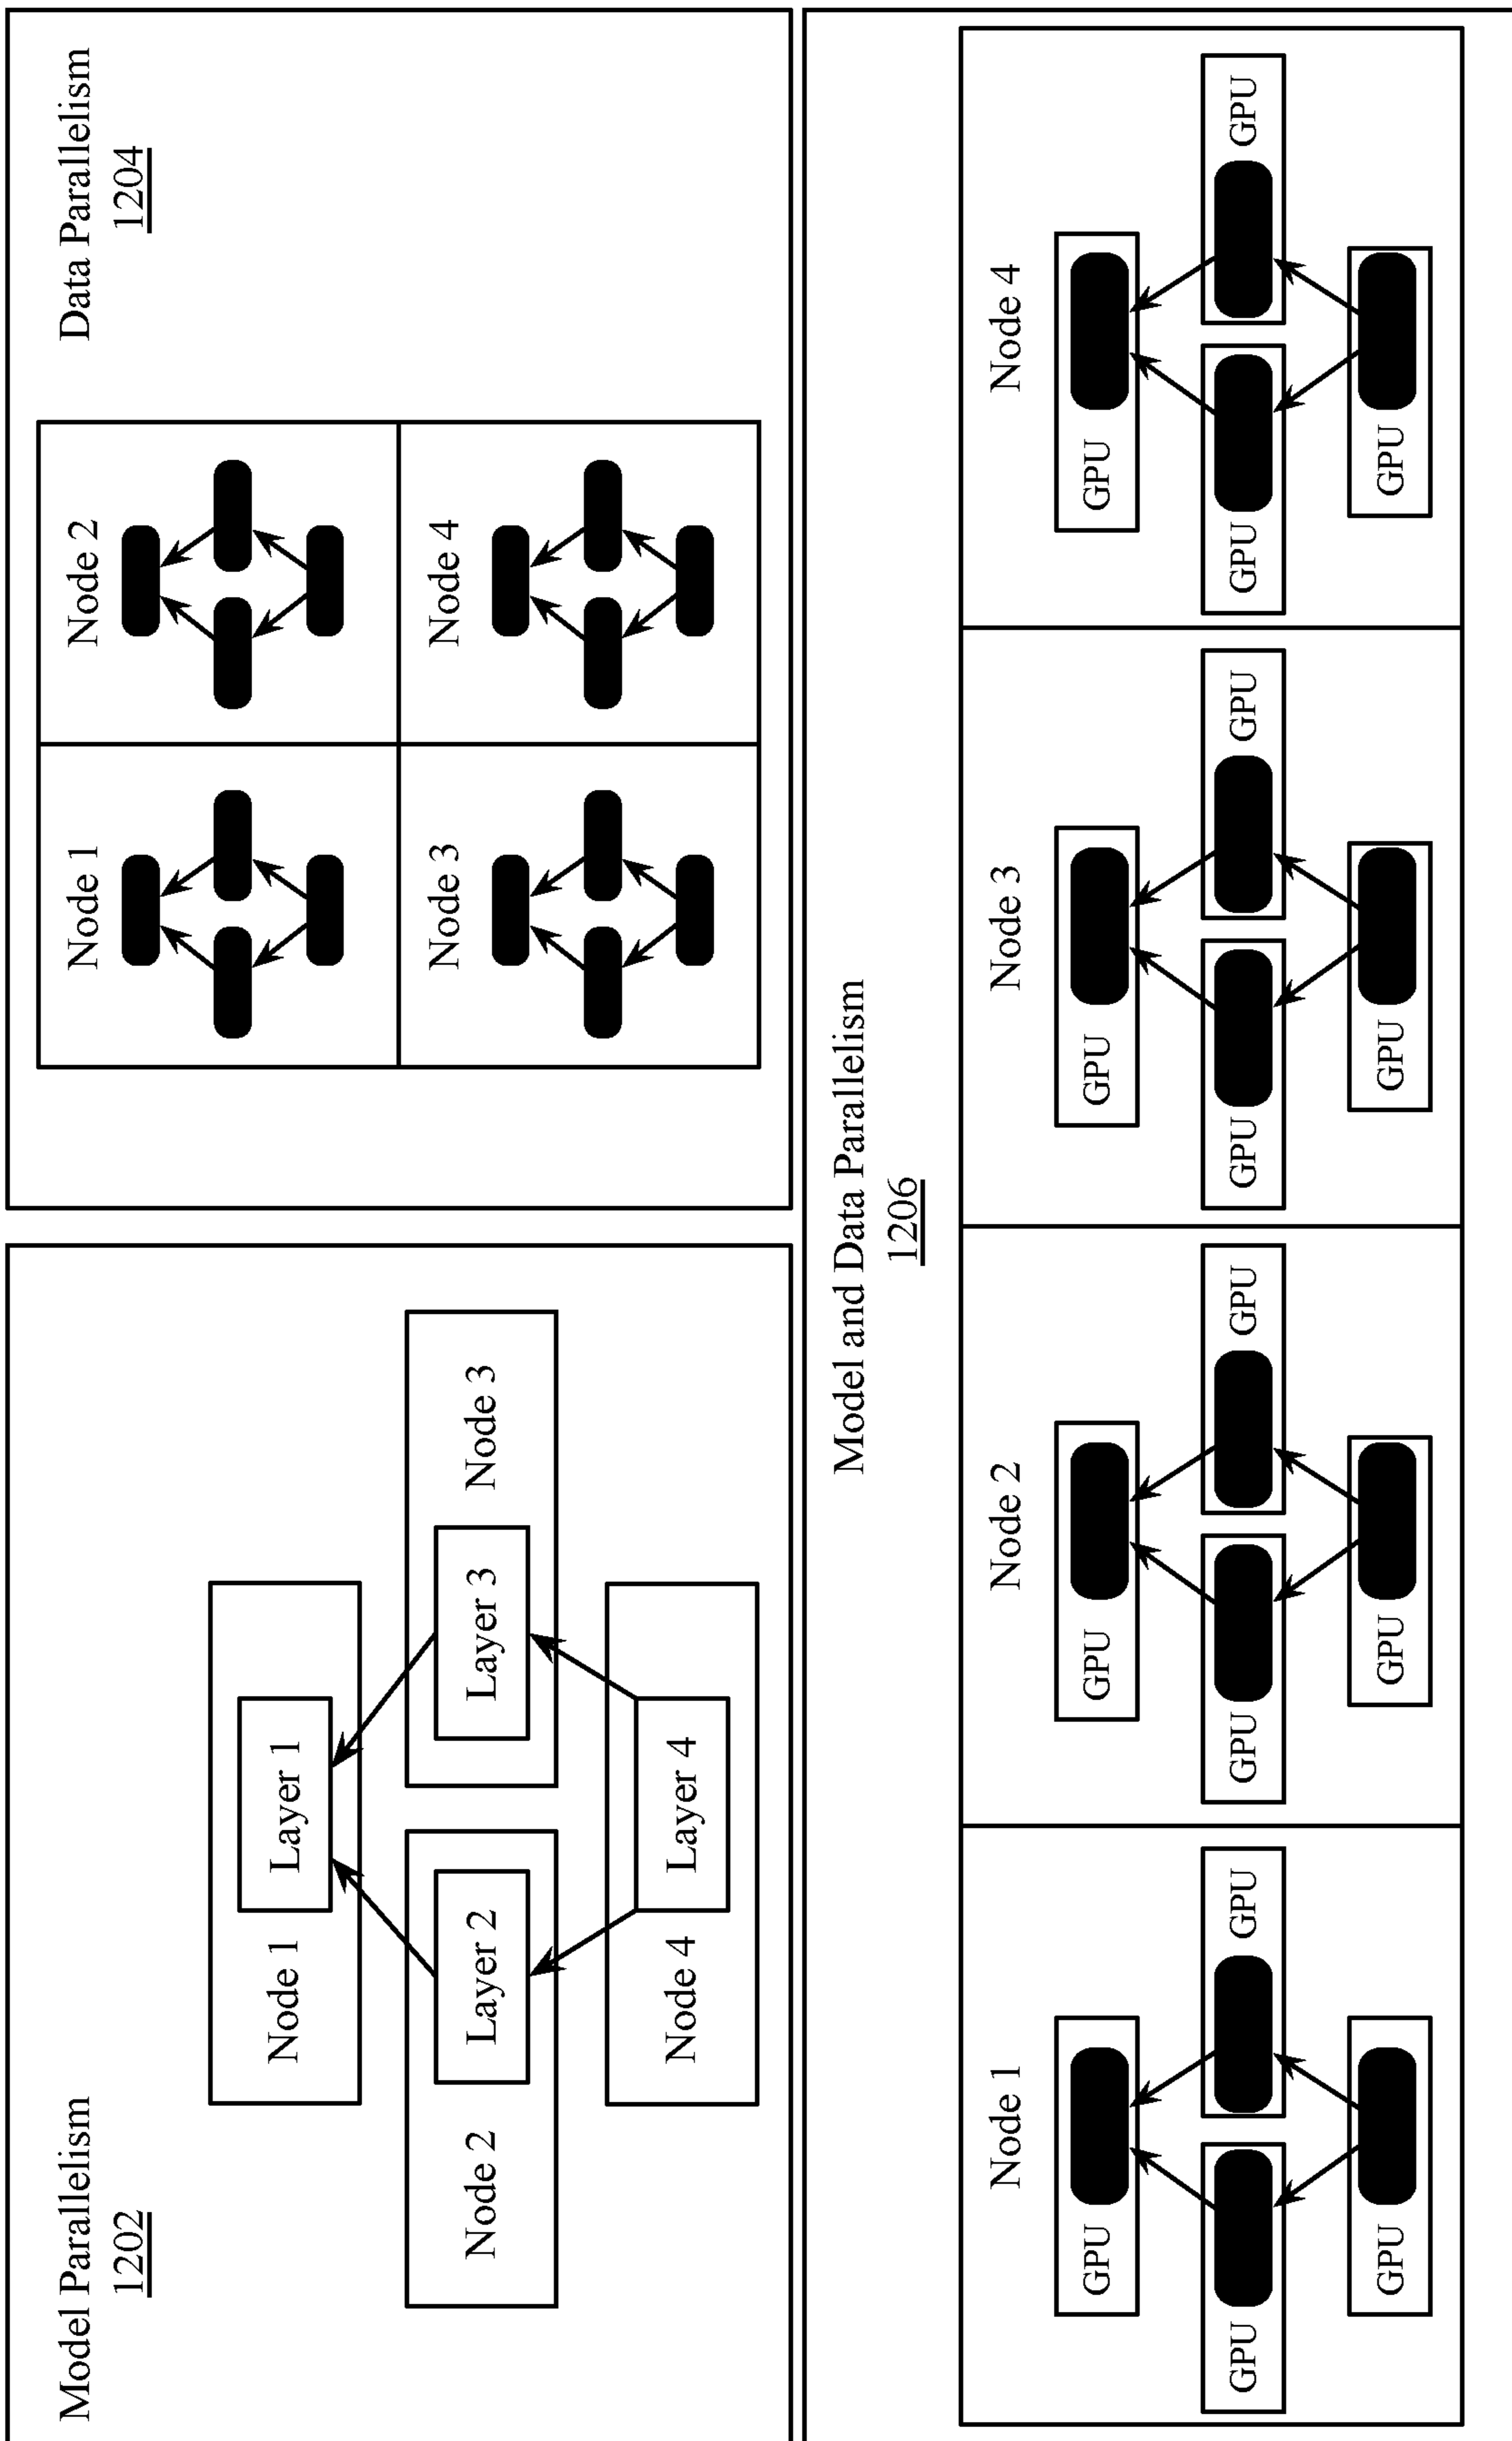 Model Parallelism
1202
Node 1
Layer 1
Node 2
Layer 2
Layer 3
Node 3
Node 4
Layer 4
Data Parallelism
1204
Node 1
Node 2
Node 3
Node 4
Model and Data Parallelism
1206
Node 1
GPU
GPU
GPU
GPU
Node 2
GPU
GPU
GPU
GPU
Node 3
GPU
GPU
GPU
GPU
Node 4
GPU
GPU
GPU
GPU